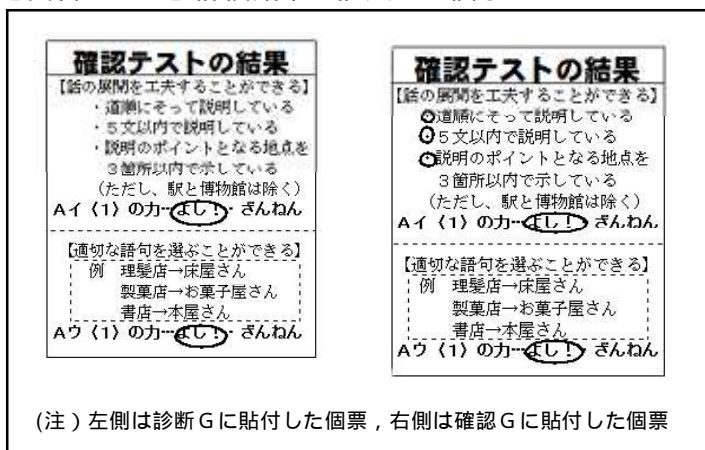 確認テストの結果
【話の展開を工夫することができる】
・道順にそって説明している
・5文以内で説明している
・説明のポイントとなる地点を
3箇所以内で示している
(ただし、駅と博物館は除く)
Aイ〈1〉の力…よし!・ざんねん
【適切な語句を選ぶことができる】
例 理髪店→床屋さん
製菓店→お菓子屋さん
書店→本屋さん
Aウ〈1〉の力…よし!・ざんねん
確認テストの結果
【話の展開を工夫することができる】
道順にそって説明している
5文以内で説明している
説明のポイントとなる地点を
3箇所以内で示している
(ただし、駅と博物館は除く)
Aイ〈1〉の力…よし! ざんねん
【適切な語句を選ぶことができる】
例 理髪店→床屋さん
製菓店→お菓子屋さん
書店→本屋さん
Aウ〈1〉の力…よし! ざんねん
(注)左側は診断Gに貼付した個票,右側は確認Gに貼付した個票